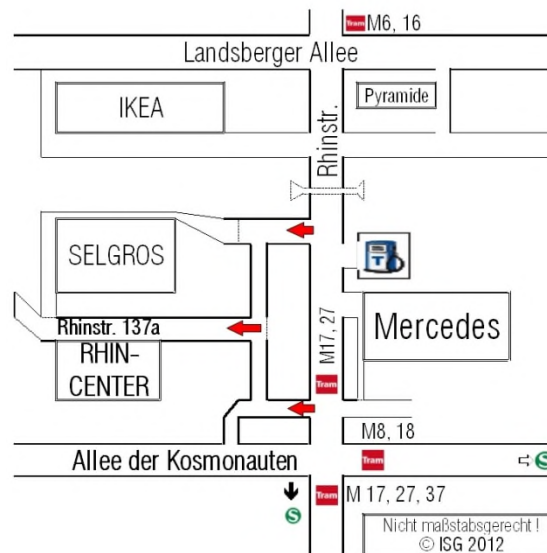 Tram M6, 16
Landsberger Allee
IKEA
Pyramide
Rhinstr.
SELGROS
T
Rhinstr. 137a
M17, 27
Mercedes
RHIN-
CENTER
Tram
M8, 18
Allee der Kosmonauten
Tram
S
S
Tram M 17, 27, 37
Nicht maßstabsgerecht !
© ISG 2012